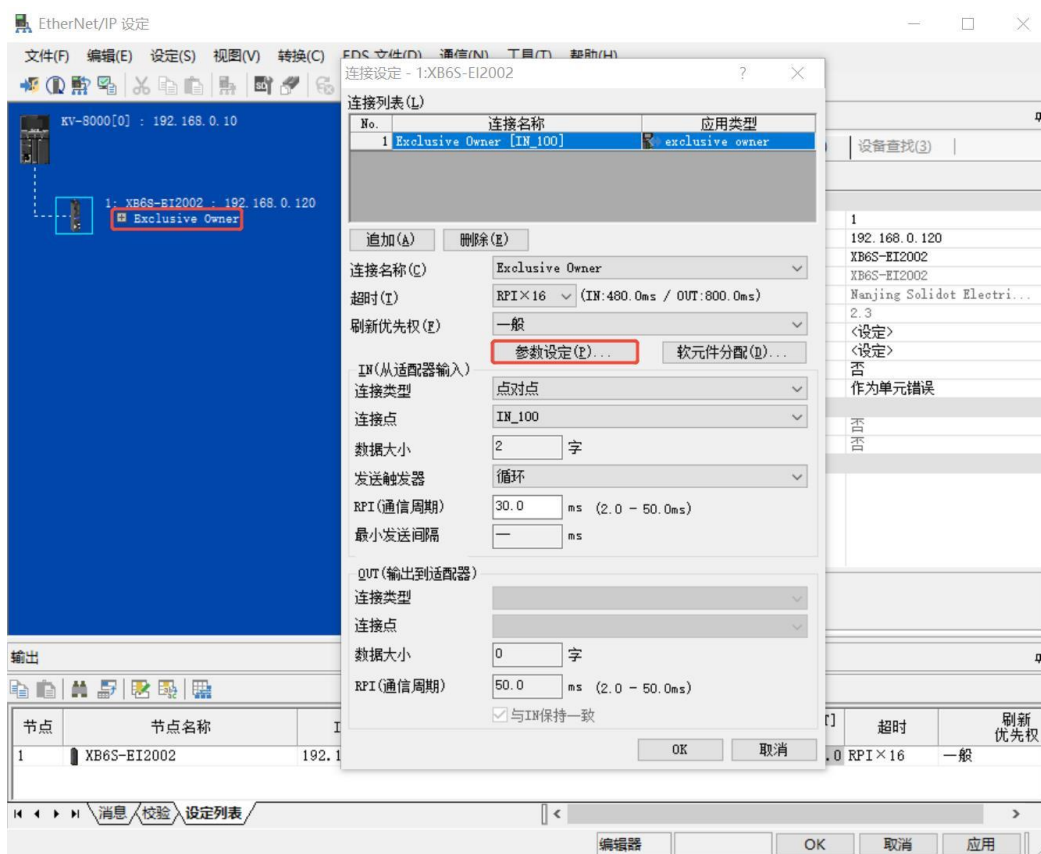 EtherNet/IP 设定
文件(F) 编辑(E) 设定(S) 视图(V) 转换(C) EDS 文件(D) 通信(N) 工具(T) 帮助(H)
KV-8000[0] : 192.168.0.10
1: XB6S-EI2002 : 192.168.0.120
Exclusive Owner
连接设定 - 1:XB6S-EI2002
?
连接列表(L)
No. 连接名称 应用类型
1 Exclusive Owner [IN_100] exclusive owner
追加(A) 删除(E)
连接名称(C) Exclusive Owner
超时(T) RPI×16 (IN:480.0ms / OUT:800.0ms)
刷新优先权(F) 一般
参数设定(P)... 软元件分配(D)...
IN(从适配器输入)
连接类型 点对点
连接点 IN_100
数据大小 2 字
发送触发器 循环
RPI(通信周期) 30.0 ms (2.0 - 50.0ms)
最小发送间隔 — ms
OUT(输出到适配器)
连接类型
连接点
数据大小 0 字
RPI(通信周期) 50.0 ms (2.0 - 50.0ms)
与IN保持一致
OK 取消
设备查找(3)
1
192.168.0.120
XB6S-EI2002
XB6S-EI2002
Nanjing Solidot Electri...
2.3
<设定>
<设定>
否
作为单元错误
否
否
输出
节点 节点名称 I T] 超时 刷新
优先权
1 XB6S-EI2002 192.1 .0 RPI×16 一般
消息 校验 设定列表
编辑器 OK 取消 应用